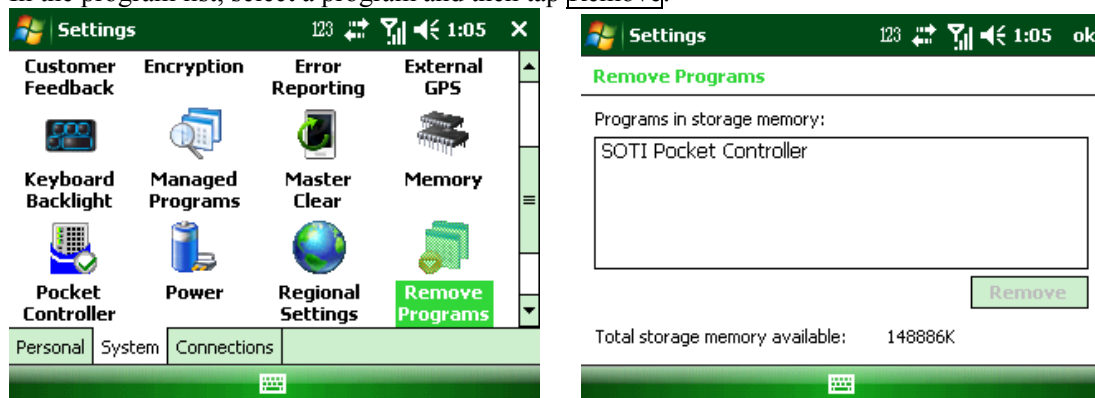 In the program list, select a program and then tap Remove.
Settings 123 1:05
Customer Feedback Encryption Error Reporting External GPS
Keyboard Backlight Managed Programs Master Clear Memory
Pocket Controller Power Regional Settings Remove Programs
Personal System Connections
Settings 123 1:05 ok
Remove Programs
Programs in storage memory:
SOTI Pocket Controller
Remove
Total storage memory available: 148886K